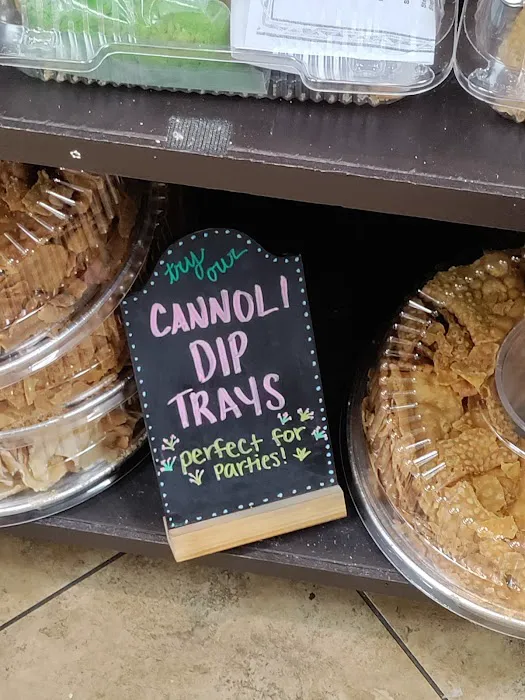 try our
CANNOLI
DIP
TRAYS
perfect for
PARTIES!